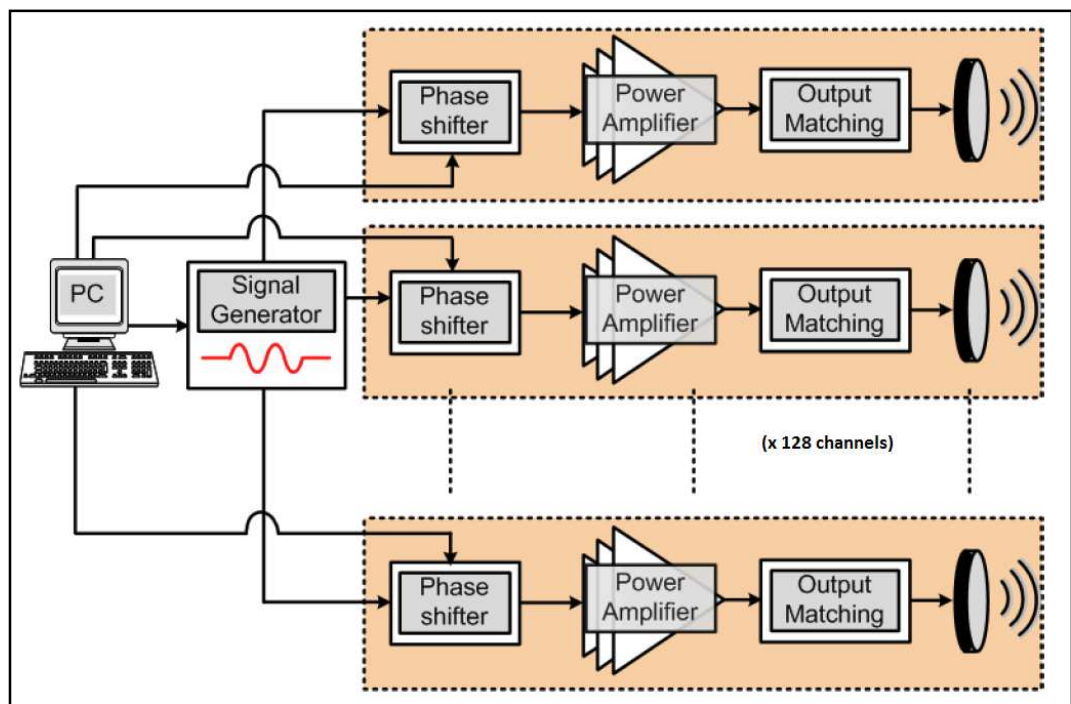 Phase
shifter
Power
Amplifier
Output
Matching
PC
Signal
Generator
Phase
shifter
Power
Amplifier
Output
Matching
(x 128 channels)
Phase
shifter
Power
Amplifier
Output
Matching